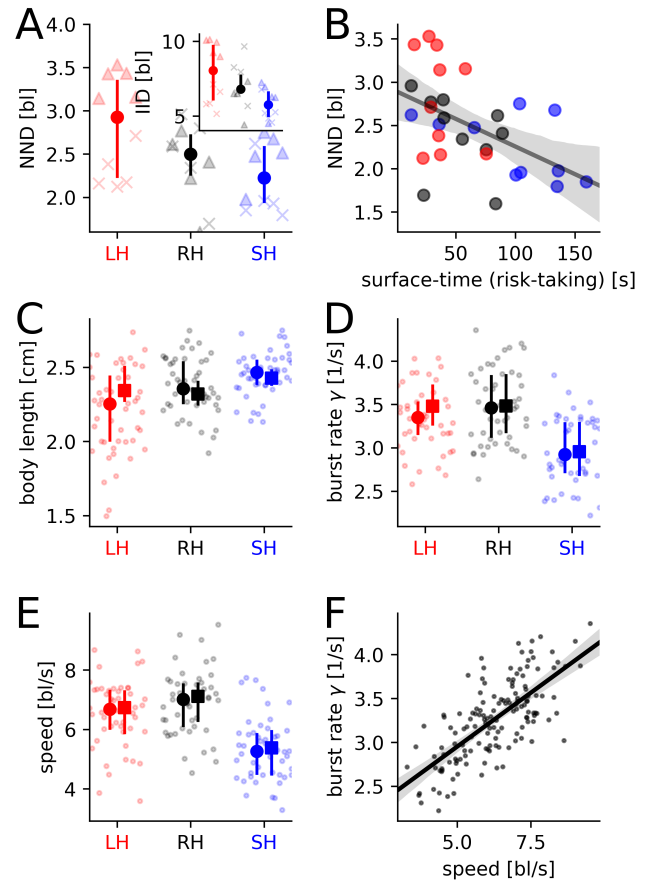 A
4.0
3.5
3.0
2.5
2.0
NND [bl]
10
5
IID [bl]
LH RH SH
B
3.5
3.0
2.5
2.0
1.5
NND [bl]
50 100 150
surface-time (risk-taking) [s]
C
2.5
2.0
1.5
body length [cm]
LH RH SH
D
4.0
3.5
3.0
2.5
burst rate γ [1/s]
LH RH SH
E
8
6
4
speed [bl/s]
LH RH SH
F
4.0
3.5
3.0
2.5
burst rate γ [1/s]
5.0 7.5
speed [bl/s]